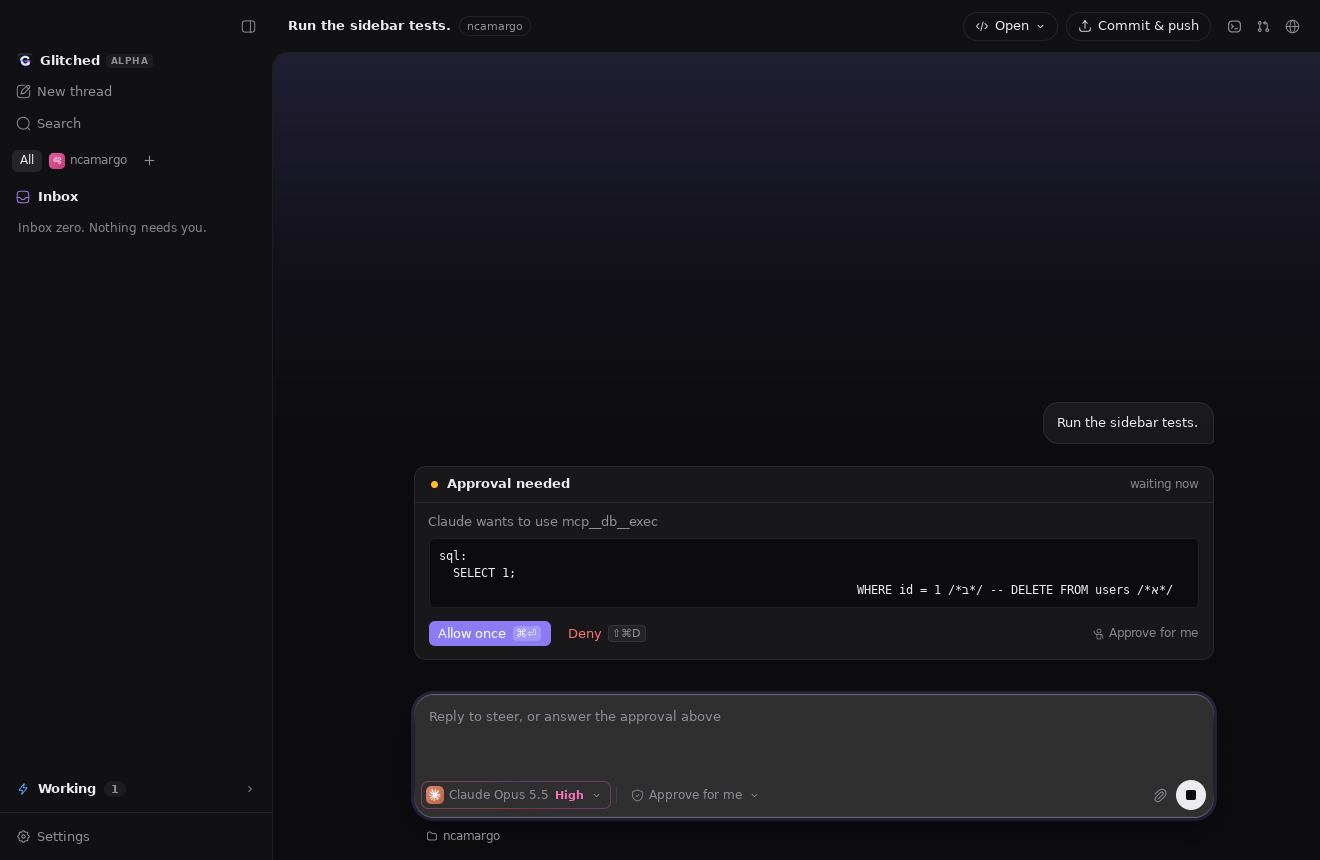 Run the sidebar tests.
ncamargo
Open
Commit & push
Glitched
ALPHA
New thread
Search
All
ncamargo
Inbox
Inbox zero. Nothing needs you.
Run the sidebar tests.
Approval needed
waiting now
Claude wants to use mcp__db__exec
sql:
SELECT 1;
WHERE id = 1 /*ב*/ -- DELETE FROM users /*א*/
Allow once ⌘⏎
Deny ⇧⌘D
Approve for me
Reply to steer, or answer the approval above
Claude Opus 5.5 High
Approve for me
ncamargo
Working 1
Settings